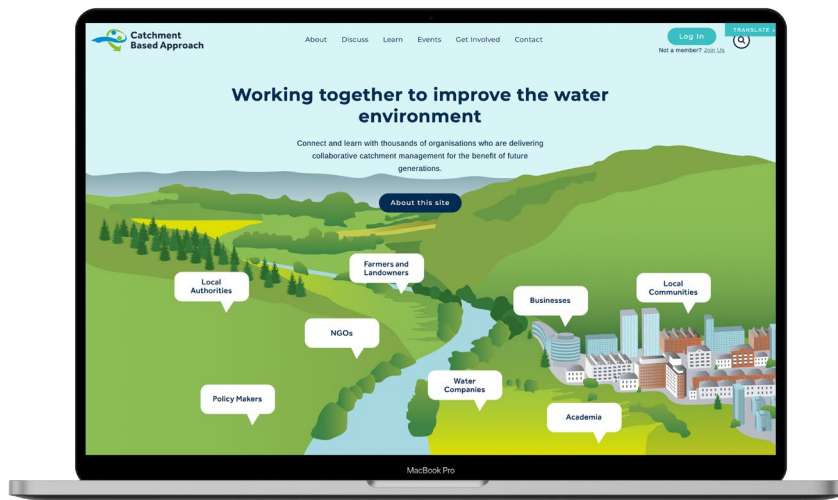 Catchment
Based Approach
About Discuss Learn Events Get Involved Contact
Log In
TRANSLATE »
Not a member? Join Us
Working together to improve the water
environment
Connect and learn with thousands of organisations who are delivering
collaborative catchment management for the benefit of future
generations.
About this site
Farmers and
Landowners
Local
Authorities
Local
Communities
Businesses
NGOs
Water
Companies
Policy Makers
Academia
MacBook Pro